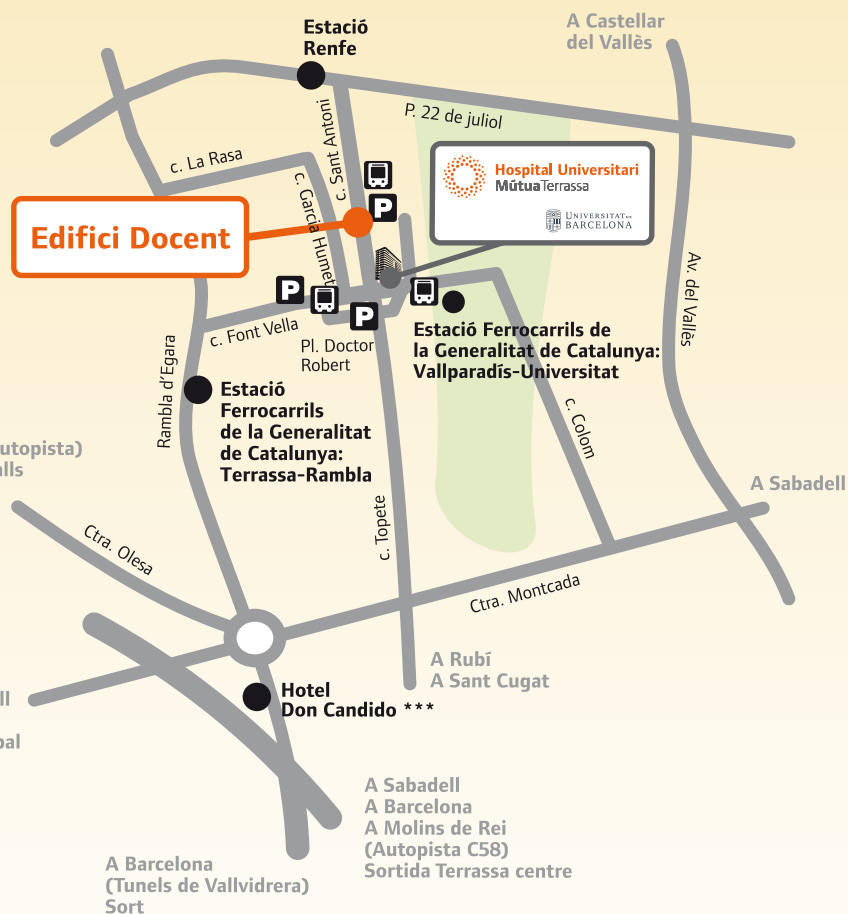 Estació
Renfe
A Castellar
del Vallès
P. 22 de juliol
c. Sant Antoni
c. La Rasa
c. Garcia Humet
Hospital Universitari
MútuaTerrassa
UNIVERSITAT DE
BARCELONA
P
Edifici Docent
Av. del Vallès
P
P
c. Font Vella
Pl. Doctor
Robert
Estació Ferrocarrils de
la Generalitat de Catalunya:
Vallparadís-Universitat
Rambla d'Egara
Estació
Ferrocarrils
de la Generalitat
de Catalunya:
Terrassa-Rambla
c. Colom
utopista)
alls
A Sabadell
c. Topete
Ctra. Olesa
Ctra. Montcada
A Rubí
A Sant Cugat
Hotel
Don Candido ***
ll
pal
A Sabadell
A Barcelona
A Molins de Rei
(Autopista C58)
Sortida Terrassa centre
A Barcelona
(Tunels de Vallvidrera)
Sort